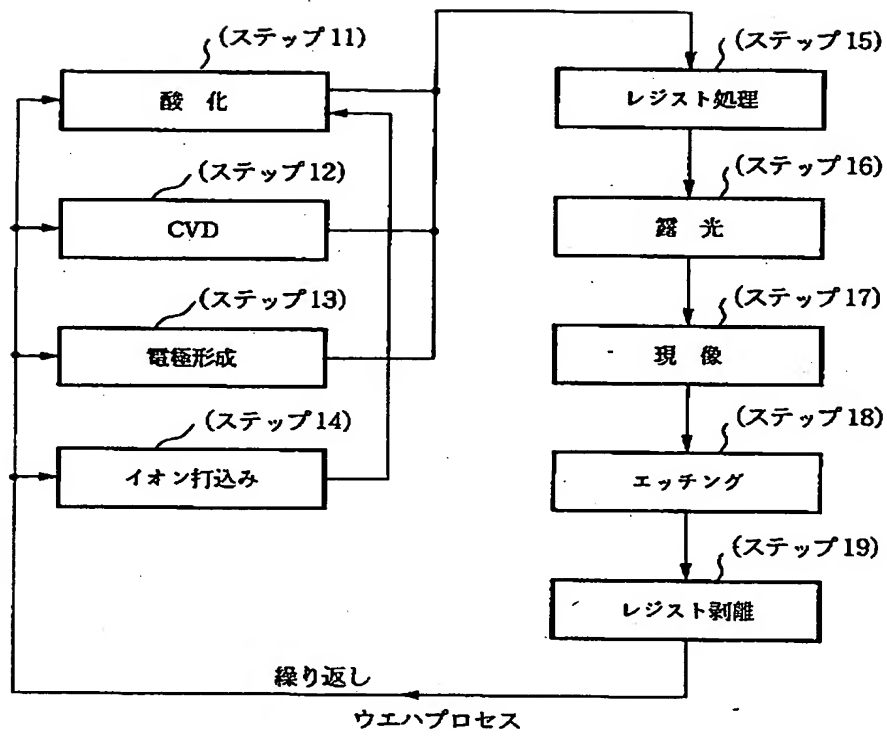 (ステップ11)
酸 化
(ステップ12)
CVD
(ステップ13)
電極形成
(ステップ14)
イオン打込み
(ステップ15)
レジスト処理
(ステップ16)
露 光
(ステップ17)
現 像
(ステップ18)
エッチング
(ステップ19)
レジスト剥離
繰り返し
ウエハプロセス